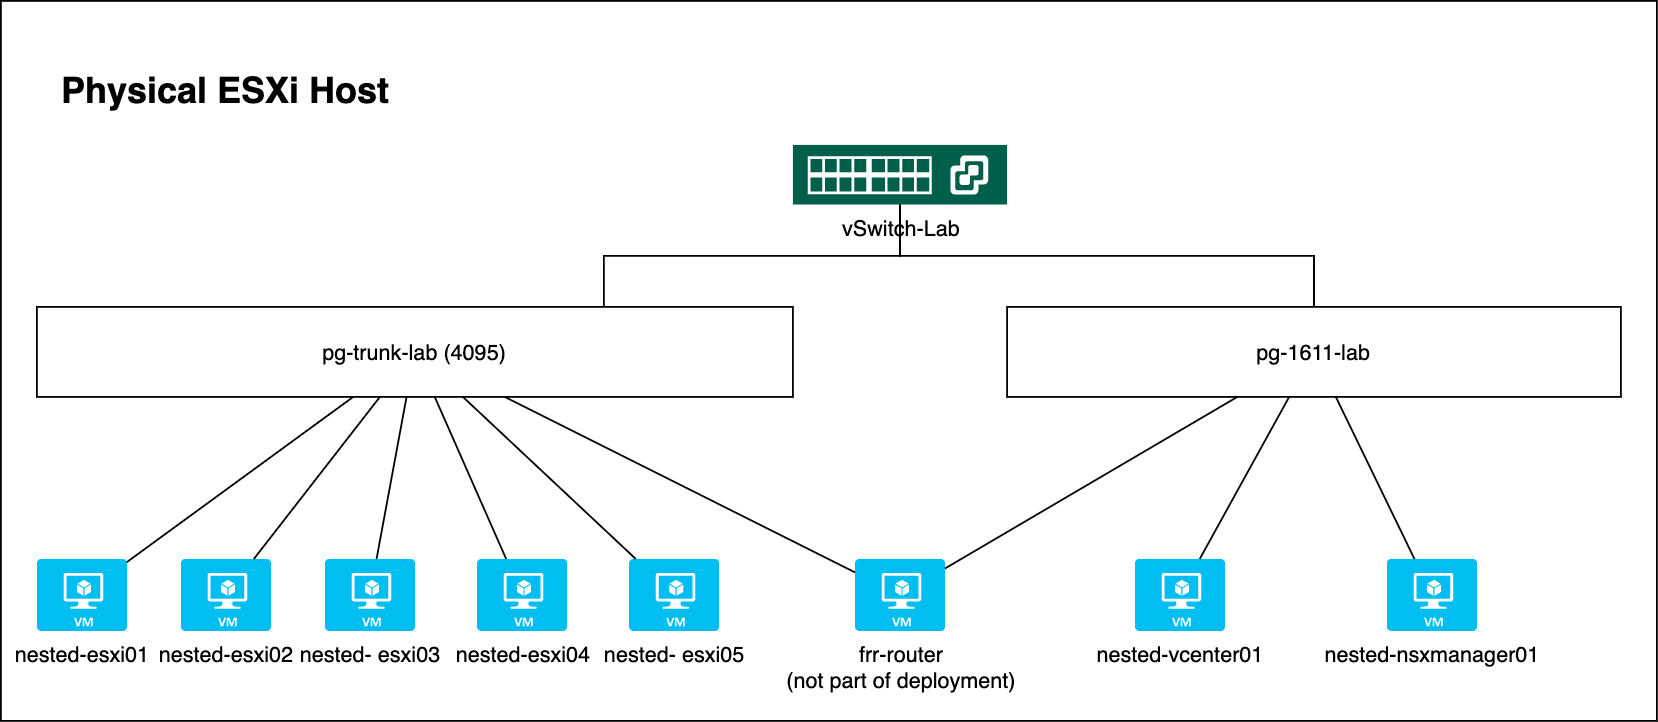 Physical ESXi Host
vSwitch-Lab
pg-trunk-lab (4095)
pg-1611-lab
VM
VM
VM
VM
VM
VM
VM
VM
nested-esxi01
nested-esxi02
nested- esxi03
nested-esxi04
nested- esxi05
frr-router
(not part of deployment)
nested-vcenter01
nested-nsxmanager01